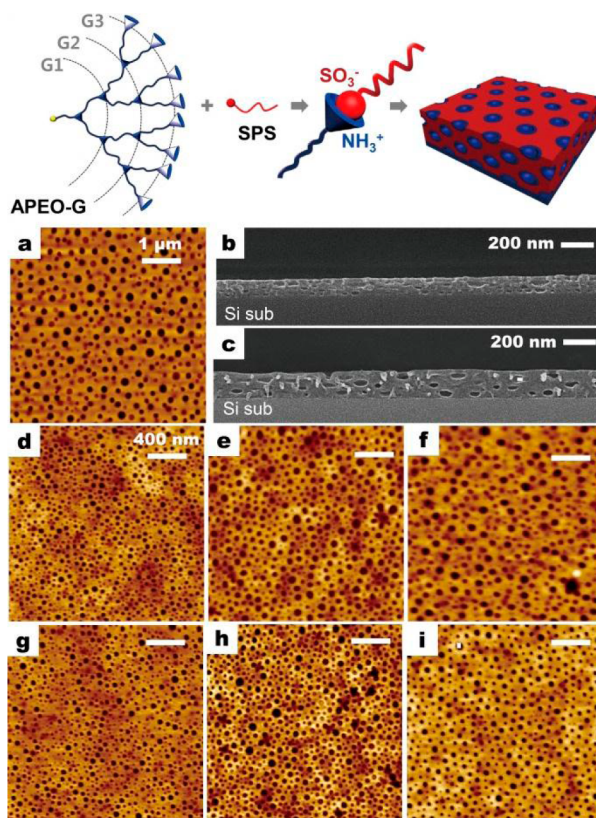 G3
G2
G1
SO₃⁻
+
SPS
NH₃⁺
APEO-G
a
1 µm
b
200 nm
Si sub
c
200 nm
Si sub
d
400 nm
e
f
g
h
i